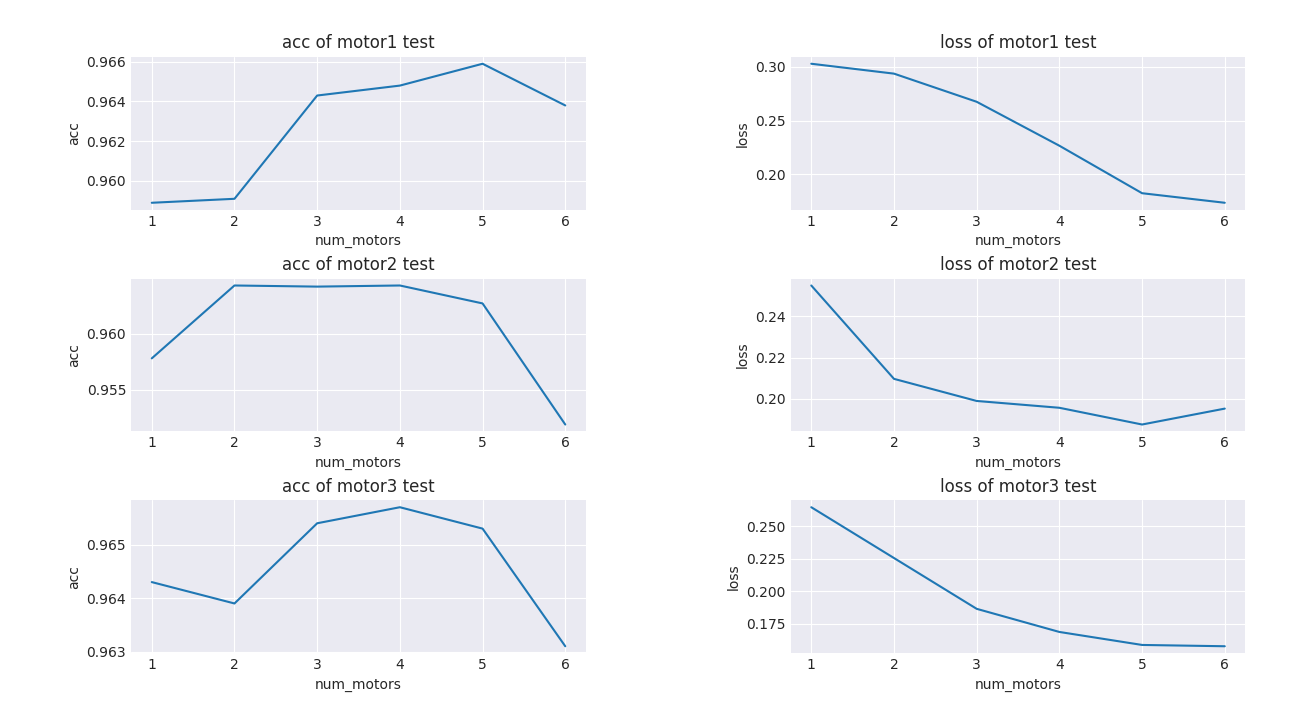 acc of motor1 test
0.966
0.964
0.962
0.960
acc
1 2 3 4 5 6
num_motors
loss of motor1 test
0.30
0.25
0.20
loss
1 2 3 4 5 6
num_motors
acc of motor2 test
0.960
0.955
acc
1 2 3 4 5 6
num_motors
loss of motor2 test
0.24
0.22
0.20
loss
1 2 3 4 5 6
num_motors
acc of motor3 test
0.965
0.964
0.963
acc
1 2 3 4 5 6
num_motors
loss of motor3 test
0.250
0.225
0.200
0.175
loss
1 2 3 4 5 6
num_motors